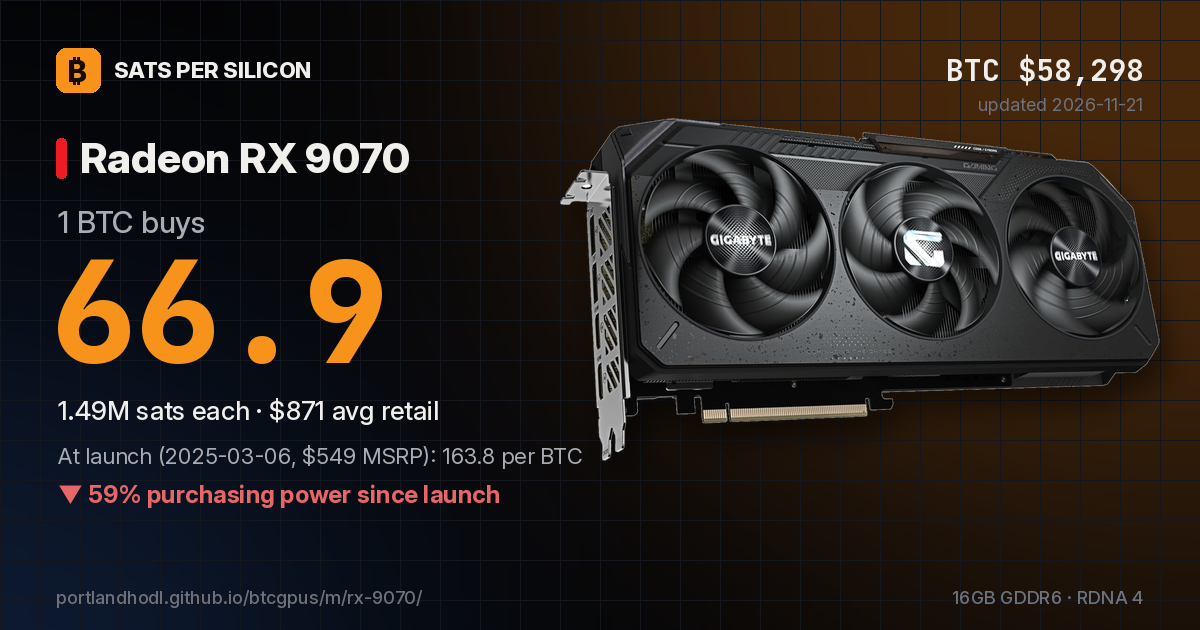 SATS PER SILICON
BTC $58,298
updated 2026-11-21
Radeon RX 9070
1 BTC buys
66.9
1.49M sats each · $871 avg retail
At launch (2025-03-06, $549 MSRP): 163.8 per BTC
▼ 59% purchasing power since launch
GIGABYTE
GIGABYTE
GAMING
portlandhodl.github.io/btcgpus/m/rx-9070/
16GB GDDR6 · RDNA 4